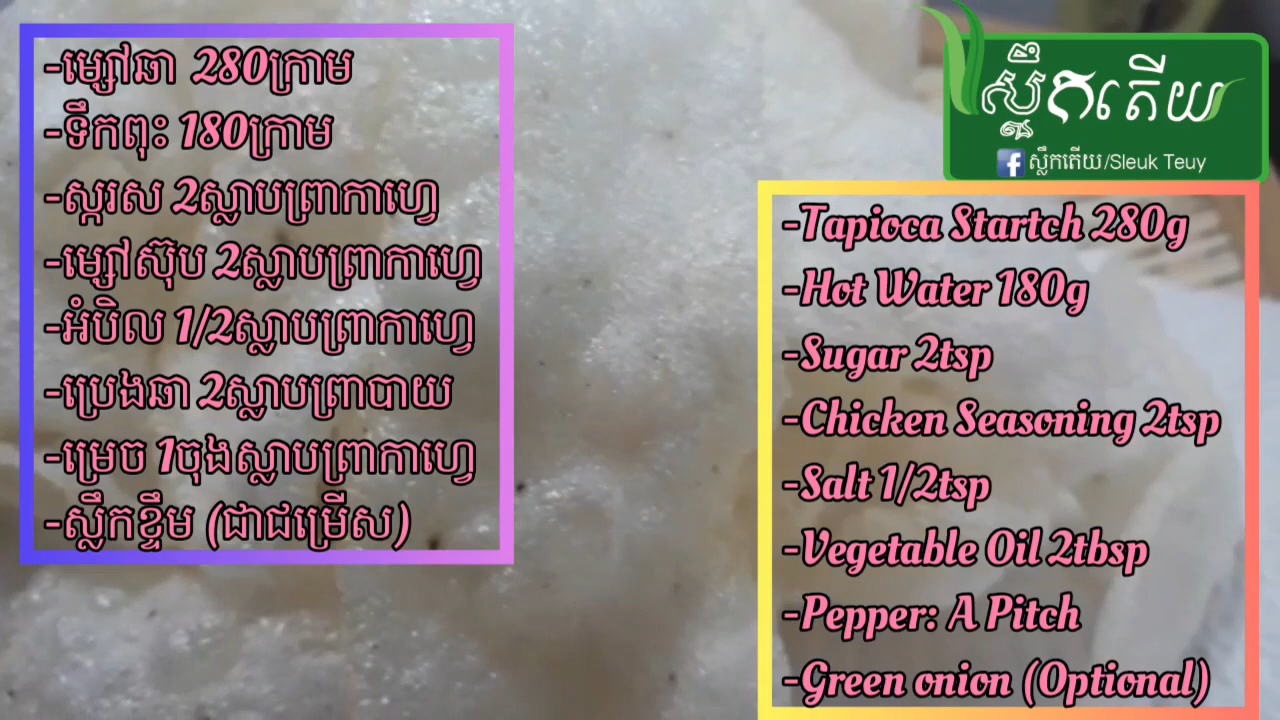 -ម្សៅឆា 280ក្រាម
-ទឹកពុះ 180ក្រាម
-ស្ករស 2ស្លាបព្រាកាហ្វេ
-ម្សៅស៊ុប 2ស្លាបព្រាកាហ្វេ
-អំបិល 1/2ស្លាបព្រាកាហ្វេ
-ប្រេងឆា 2ស្លាបព្រាបាយ
-ម្រេច 1ចុងស្លាបព្រាកាហ្វេ
-ស្លឹកខ្ទឹម (ជាជម្រើស)
ស្លឹកតើយ
ស្លឹកតើយ/Sleuk Teuy
-Tapioca Startch 280g
-Hot Water 180g
-Sugar 2tsp
-Chicken Seasoning 2tsp
-Salt 1/2tsp
-Vegetable Oil 2tbsp
-Pepper: A Pitch
-Green onion (Optional)